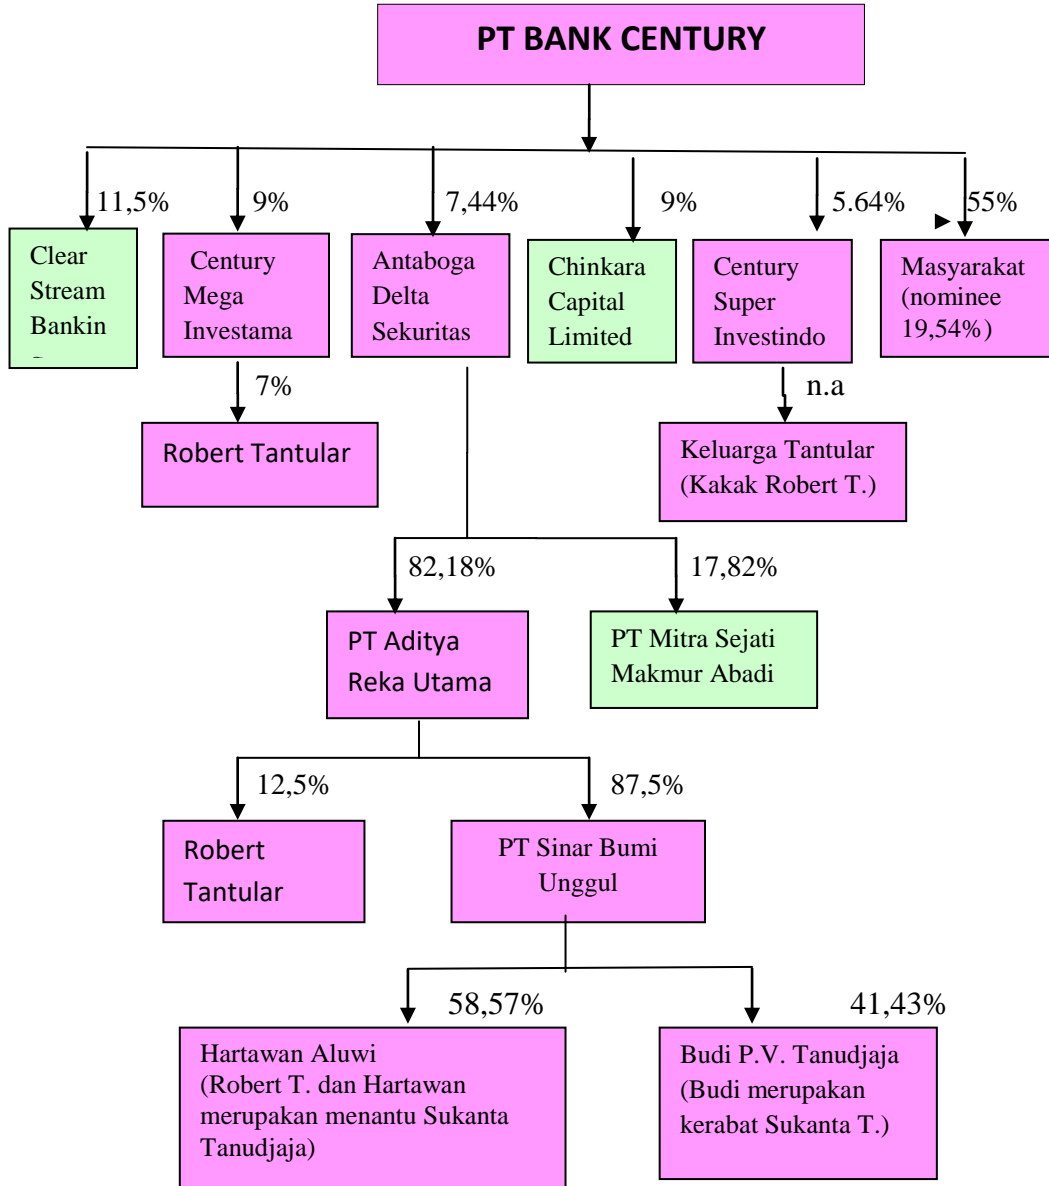 PT BANK CENTURY
11,5%
9%
7,44%
9%
5.64%
55%
Clear
Stream
Bankin
Century
Mega
Investama
Antaboga
Delta
Sekuritas
Chinkara
Capital
Limited
Century
Super
Investindo
Masyarakat
(nominee
19,54%)
7%
n.a
Robert Tantular
Keluarga Tantular
(Kakak Robert T.)
82,18%
17,82%
PT Aditya
Reka Utama
PT Mitra Sejati
Makmur Abadi
12,5%
87,5%
Robert
Tantular
PT Sinar Bumi
Unggul
58,57%
41,43%
Hartawan Aluwi
(Robert T. dan Hartawan
merupakan menantu Sukanta
Tanudjaja)
Budi P.V. Tanudjaja
(Budi merupakan
kerabat Sukanta T.)